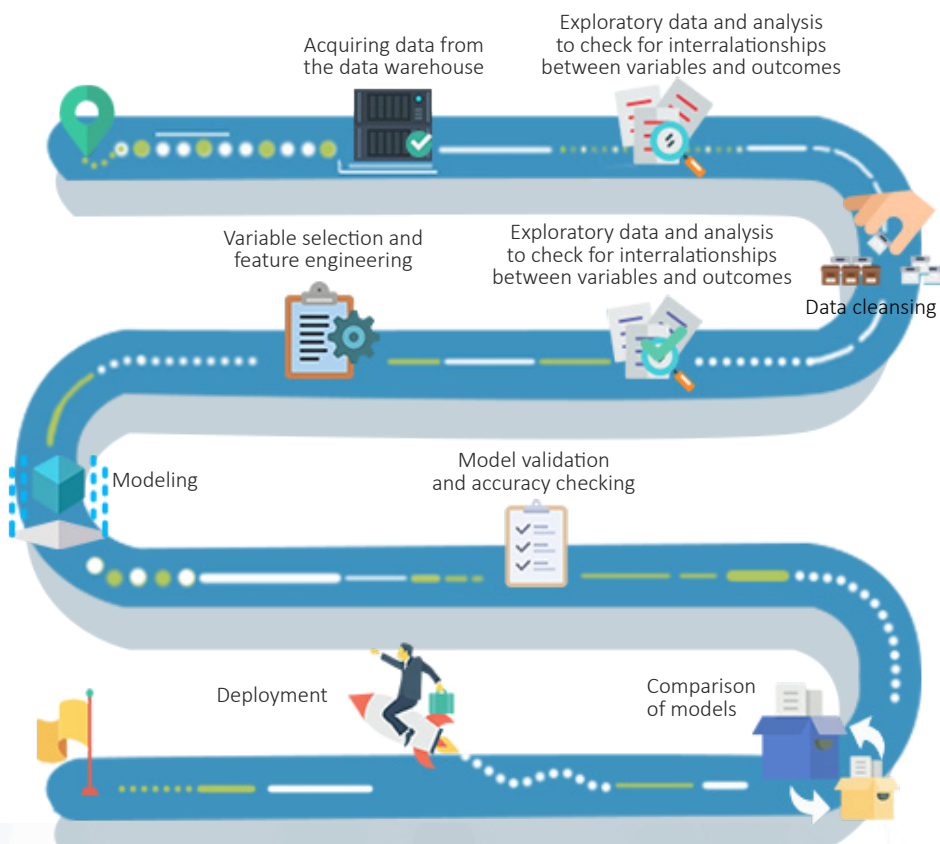 Acquiring data from
the data warehouse
Exploratory data and analysis
to check for interralationships
between variables and outcomes
Data cleansing
Exploratory data and analysis
to check for interralationships
between variables and outcomes
Variable selection and
feature engineering
Modeling
Model validation
and accuracy checking
Comparison
of models
Deployment